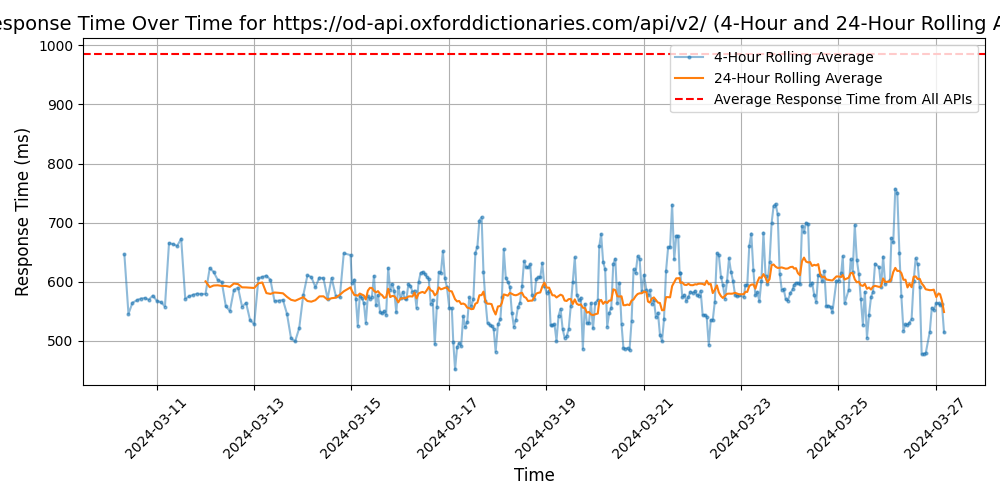 esponse Time Over Time for https://od-api.oxforddictionaries.com/api/v2/ (4-Hour and 24-Hour Rolling A
4-Hour Rolling Average
24-Hour Rolling Average
Average Response Time from All APIs
Response Time (ms)
1000
900
800
700
600
500
2024-03-11
2024-03-13
2024-03-15
2024-03-17
2024-03-19
2024-03-21
2024-03-23
2024-03-25
2024-03-27
Time